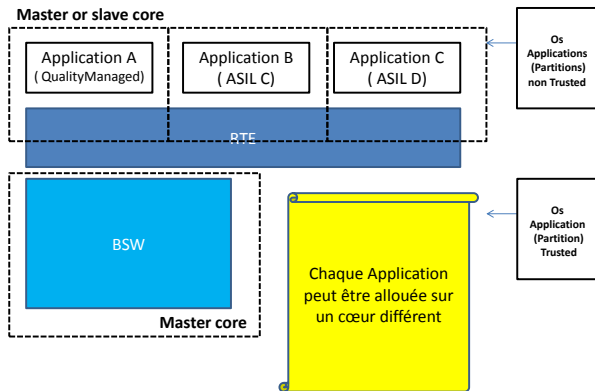 Master or slave core
Application A
( QualityManaged)
Application B
( ASIL C)
Application C
( ASIL D)
Os
Applications
(Partitions)
non Trusted
RTE
BSW
Master core
Chaque Application
peut être allouée sur
un cœur différent
Os
Application
(Partition)
Trusted